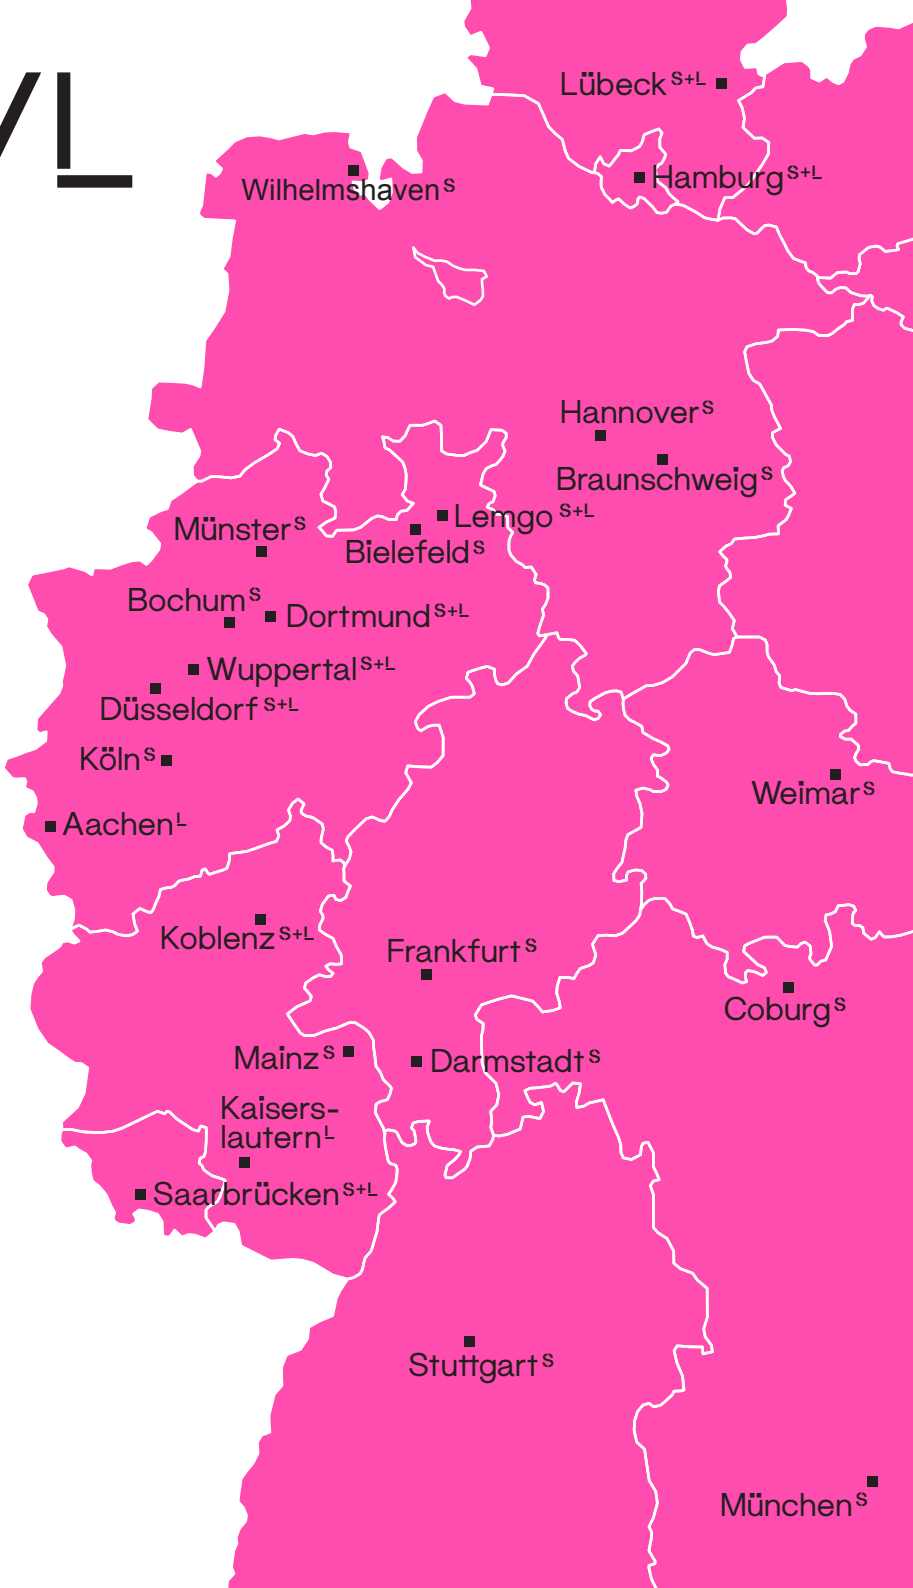 /L
Lübeck S+L
Hamburg S+L
Wilhelmshaven S
Hannover S
Braunschweig S
Lemgo S+L
Münster S
Bielefeld S
Bochum S
Dortmund S+L
Wuppertal S+L
Düsseldorf S+L
Köln S
Weimar S
Aachen L
Koblenz S+L
Frankfurt S
Coburg S
Mainz S
Darmstadt S
Kaisers-
lautern L
Saarbrücken S+L
Stuttgart S
München S